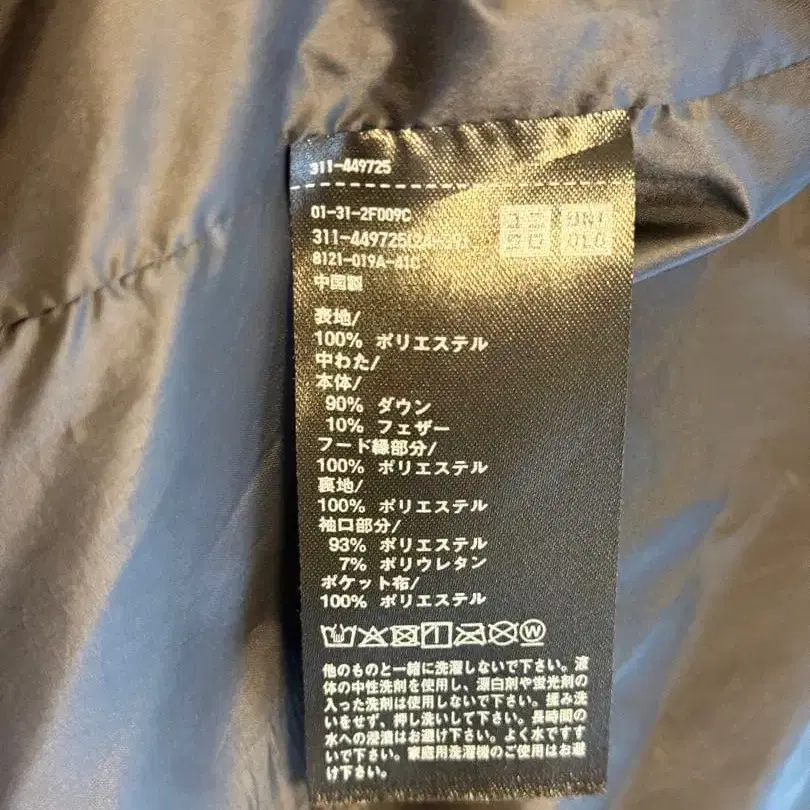 311-449725
01-31-2F009C
ユニ
クロ
UNI
QLO
311-449725
8121-019A-41C
中国製
表地/
100% ポリエステル
中わた/
本体/
90% ダウン
10% フェザー
フード縁部分/
100% ポリエステル
裏地/
100% ポリエステル
袖口部分/
93% ポリエステル
7% ポリウレタン
ポケット布/
100% ポリエステル
他のものと一緒に洗濯しないで下さい。液
体の中性洗剤を使用し、漂白剤や蛍光剤の
入った洗剤は使用しないで下さい。揉み洗
いをせず、押し洗いして下さい。長時間の
水への浸漬はお避け下さい。よく水ですす
いで下さい。家庭用洗濯機のご使用はお避
け下さい。